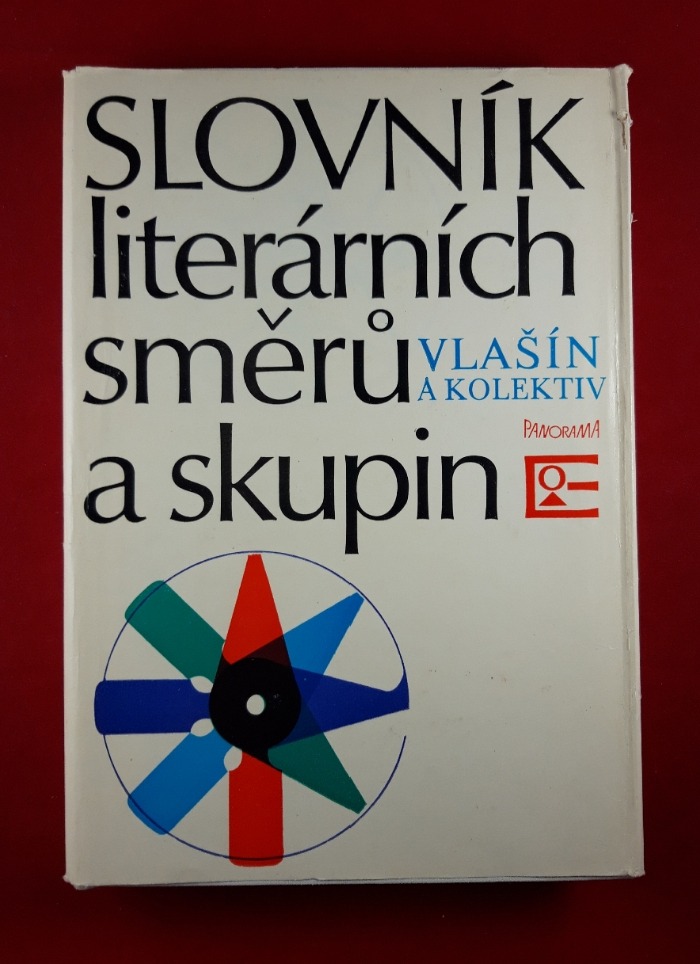 SLOVNÍK
literárních
směrů
VLAŠÍN
A KOLEKTIV
a skupin
PANORAMA